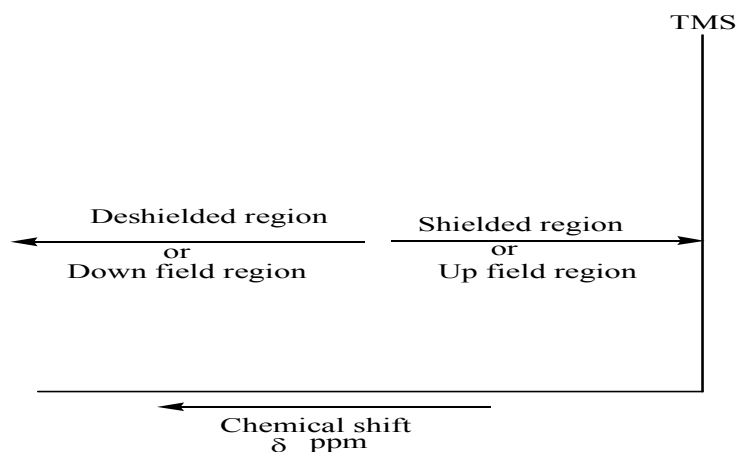 TMS
Deshielded region
or
Down field region
Shielded region
or
Up field region
Chemical shift
δ ppm